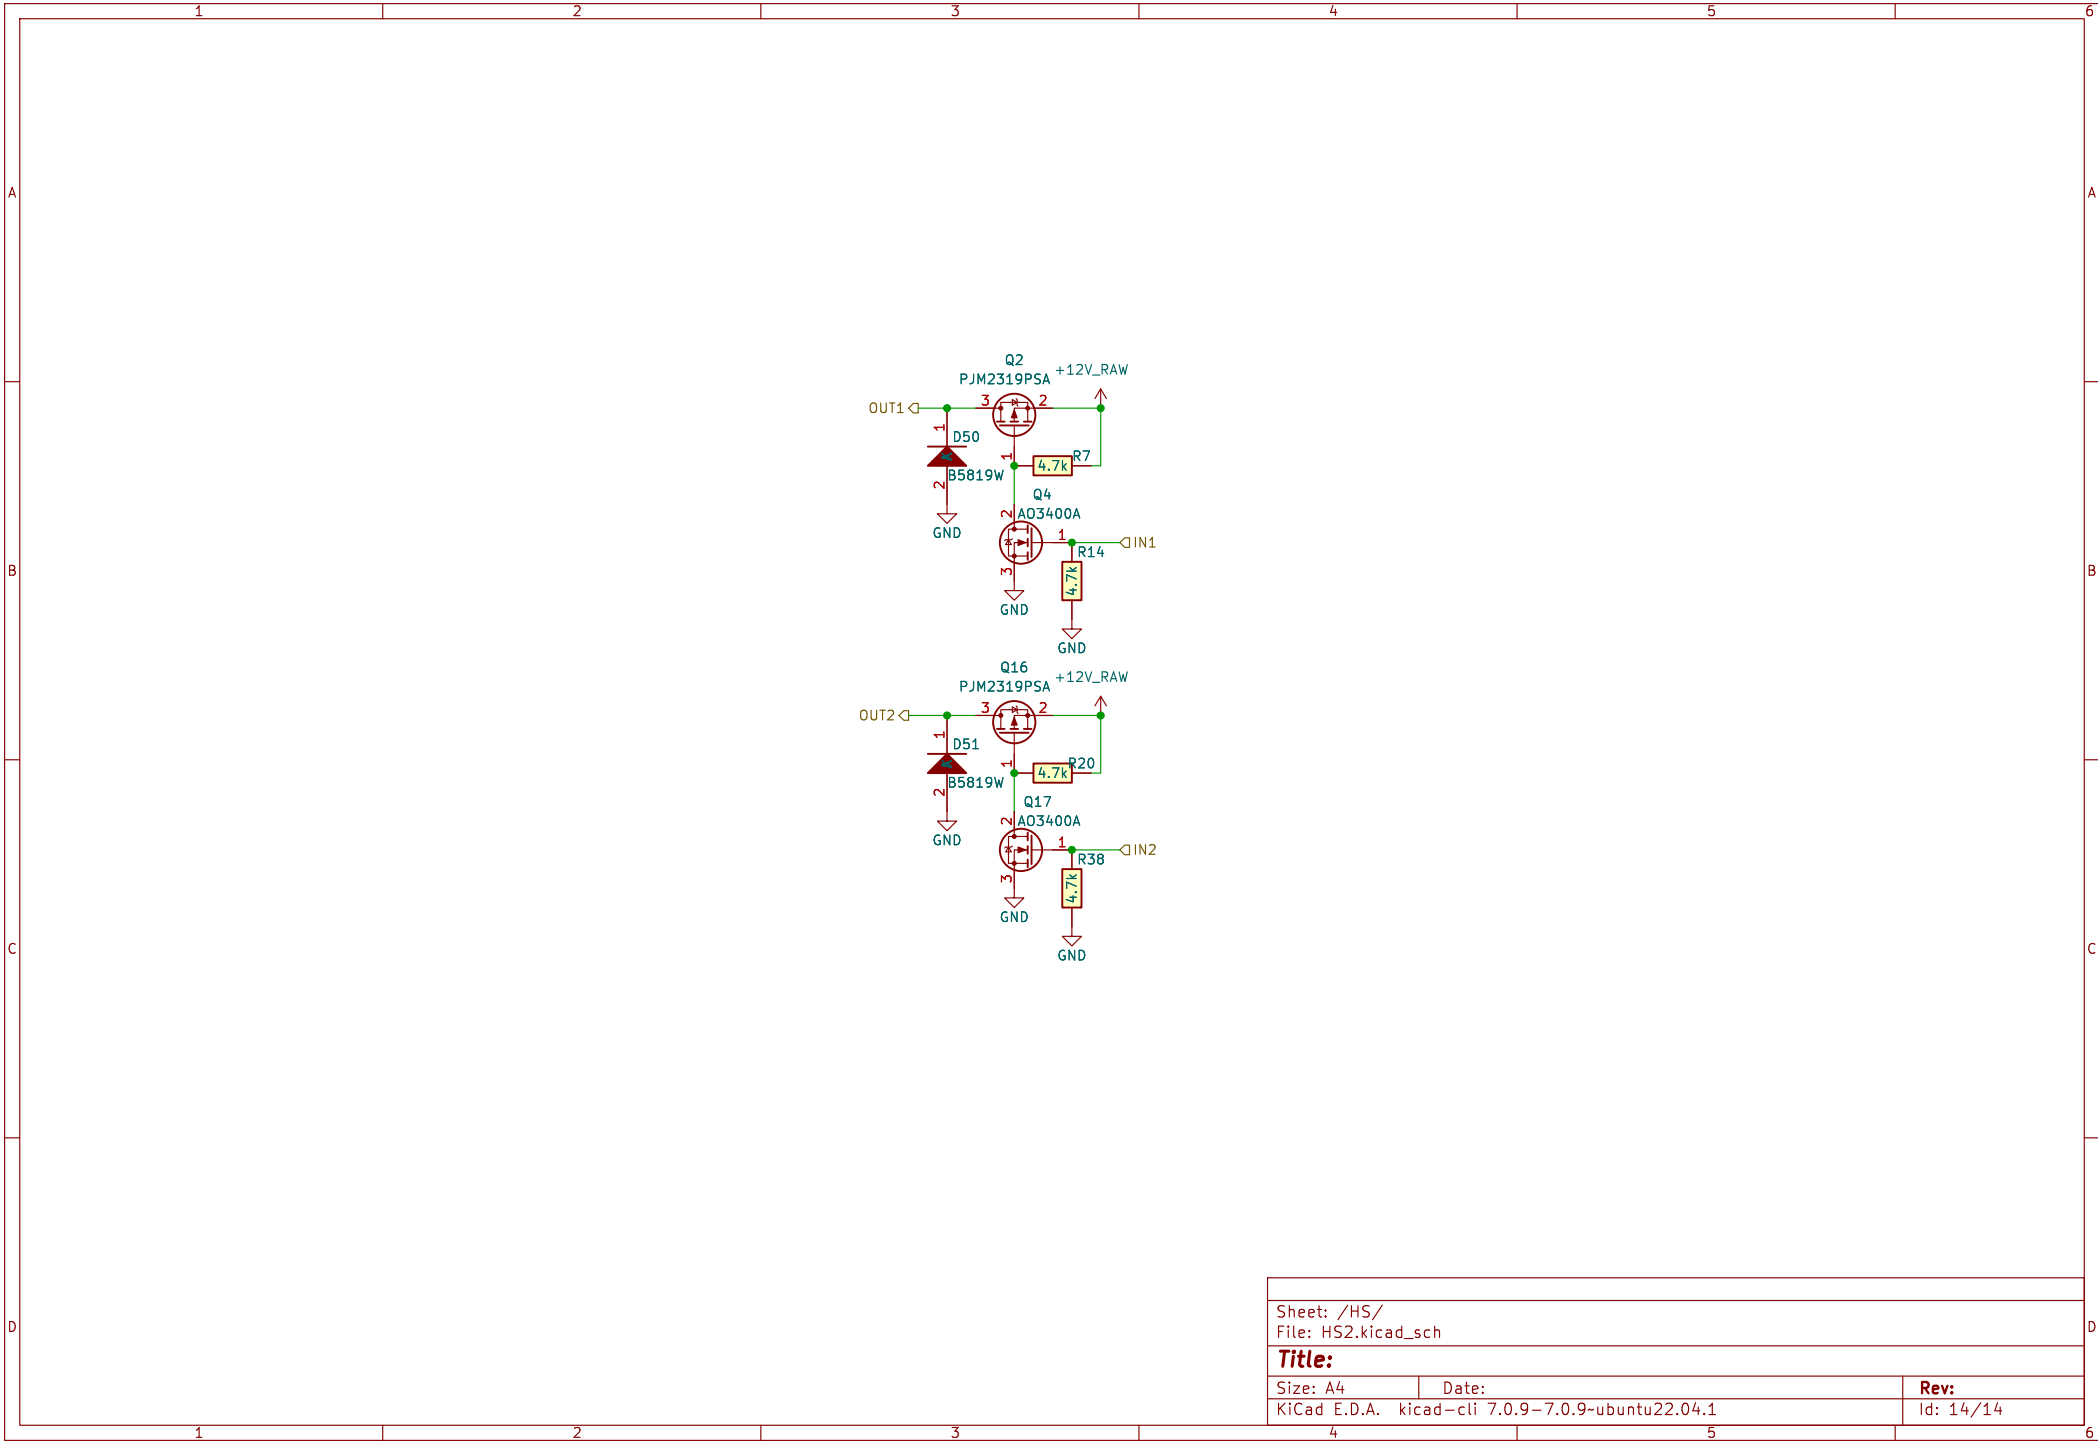 1 2 3 4 5 6
A A
Q2
PJM2319PSA
+12V_RAW
OUT1
3 2
1
D50
K
B5819W
2
GND
1
4.7k
R7
Q4
AO3400A
2
1
IN1
R14
4.7k
3
GND
GND
B B
Q16
PJM2319PSA
+12V_RAW
OUT2
3 2
1
D51
K
B5819W
2
GND
1
4.7k
R20
Q17
AO3400A
2
1
IN2
R38
4.7k
3
GND
GND
C C
Sheet: /HS/
File: HS2.kicad_sch
Title:
Size: A4 Date: Rev:
KiCad E.D.A. kicad-cli 7.0.9-7.0.9~ubuntu22.04.1 Id: 14/14
D D
1 2 3 4 5 6